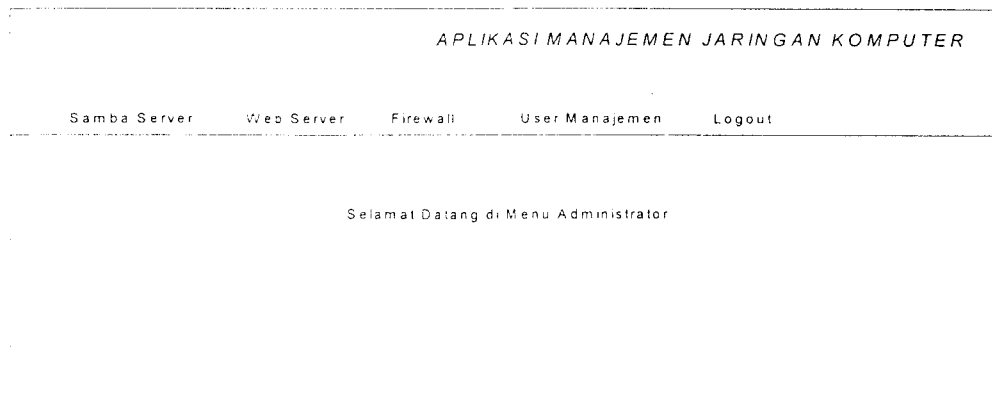 APLIKASI MANAJEMEN JARINGAN KOMPUTER
Samba Server Web Server Firewall User Manajemen Logout
Selamat Datang di Menu Administrator